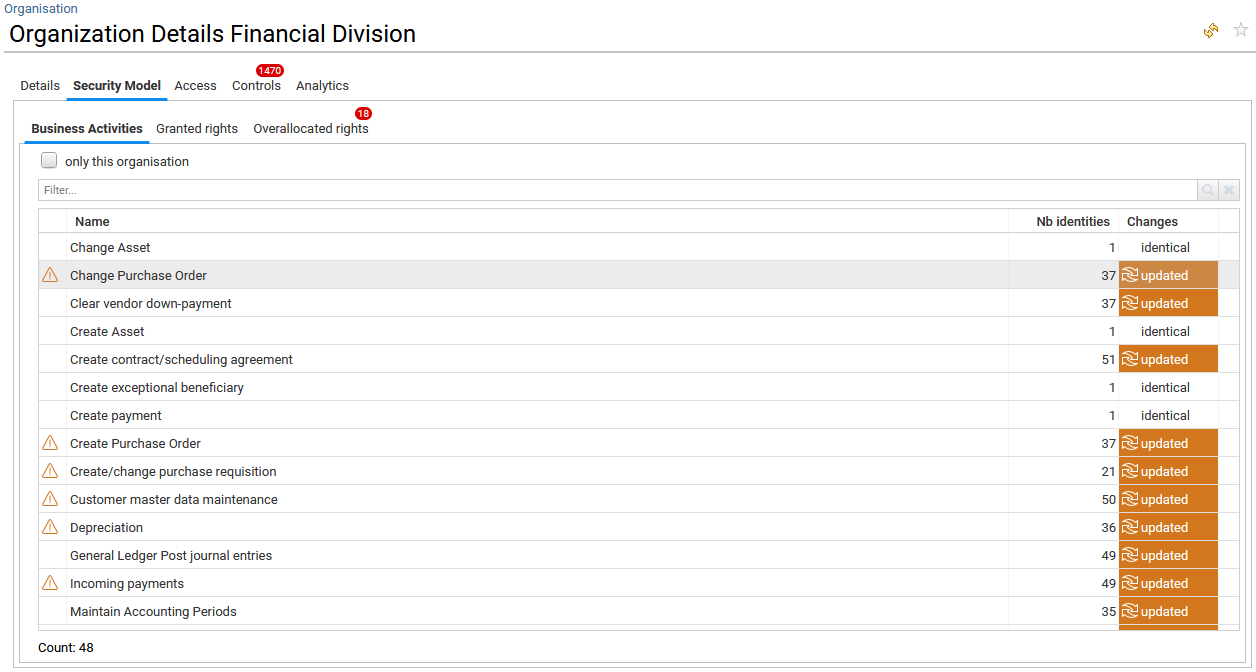 Organisation
Organization Details Financial Division
1470
Details Security Model Access Controls Analytics
18
Business Activities Granted rights Overallocated rights
only this organisation
Filter...
Name Nb identities Changes
Change Asset 1 identical
Change Purchase Order 37 updated
Clear vendor down-payment 37 updated
Create Asset 1 identical
Create contract/scheduling agreement 51 updated
Create exceptional beneficiary 1 identical
Create payment 1 identical
Create Purchase Order 37 updated
Create/change purchase requisition 21 updated
Customer master data maintenance 50 updated
Depreciation 36 updated
General Ledger Post journal entries 49 updated
Incoming payments 49 updated
Maintain Accounting Periods 35 updated
Count: 48